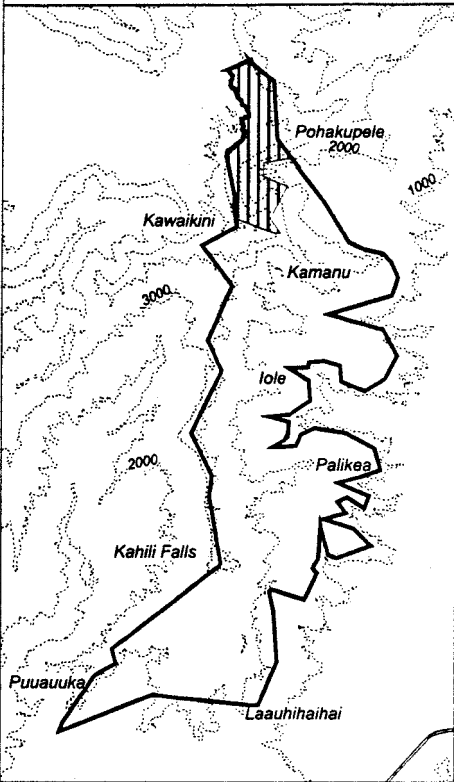 Pohakupele
2000
1000
Kawaikini
Kamanu
3000
Iole
Palikea
2000
Kahili Falls
Puuauuka
Laauhihaihai